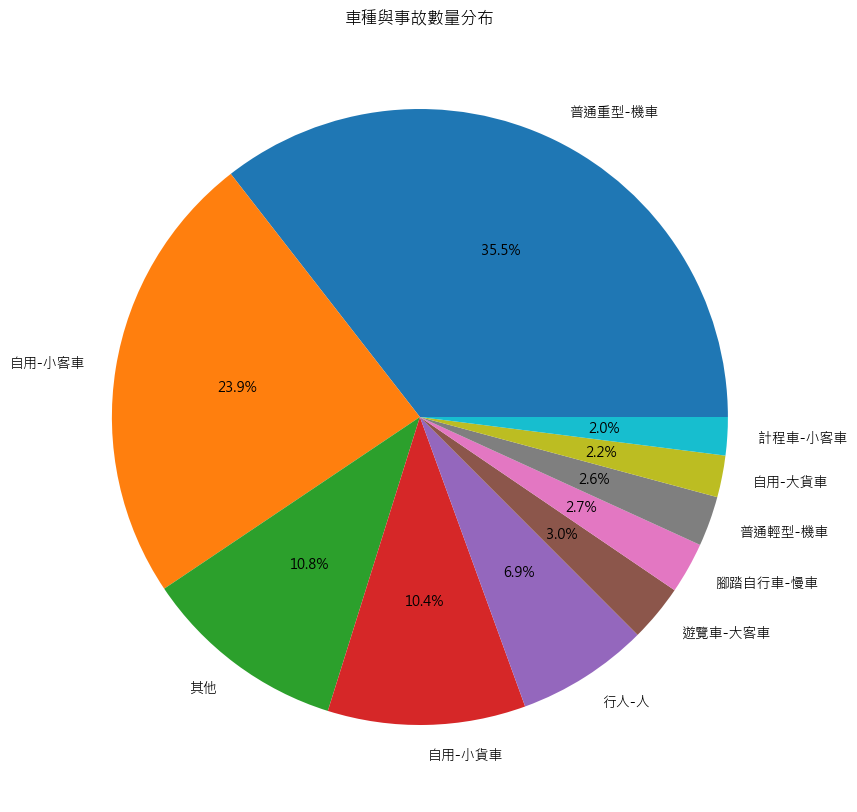 車種與事故數量分布
普通重型-機車
35.5%
自用-小客車
23.9%
其他
10.8%
自用-小貨車
10.4%
行人-人
6.9%
遊覽車-大客車
3.0%
腳踏自行車-慢車
2.7%
普通輕型-機車
2.6%
自用-大貨車
2.2%
計程車-小客車
2.0%